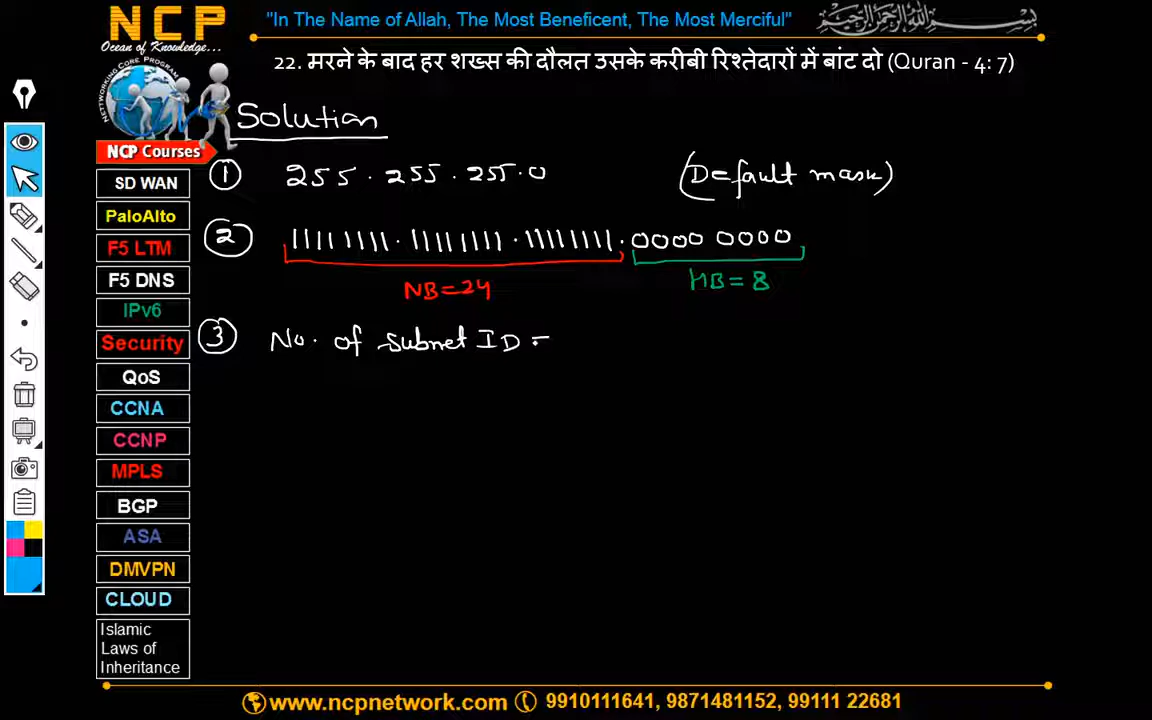 NCP
Ocean of Knowledge...
NETWORKING CORE PROGRAM
"In The Name of Allah, The Most Beneficent, The Most Merciful"
22. मरने के बाद हर शख्स की दौलत उसके करीबी रिश्तेदारों में बांट दो (Quran - 4: 7)
NCP Courses
SD WAN
PaloAlto
F5 LTM
F5 DNS
IPv6
Security
QoS
CCNA
CCNP
MPLS
BGP
ASA
DMVPN
CLOUD
Islamic
Laws of
Inheritance
Solution
1 255.255.255.0 (Default mask)
2 11111111.11111111.11111111.0000 0000
NB=24 HB=8
3 No. of Subnet ID =
www.ncpnetwork.com 9910111641, 9871481152, 99111 22681